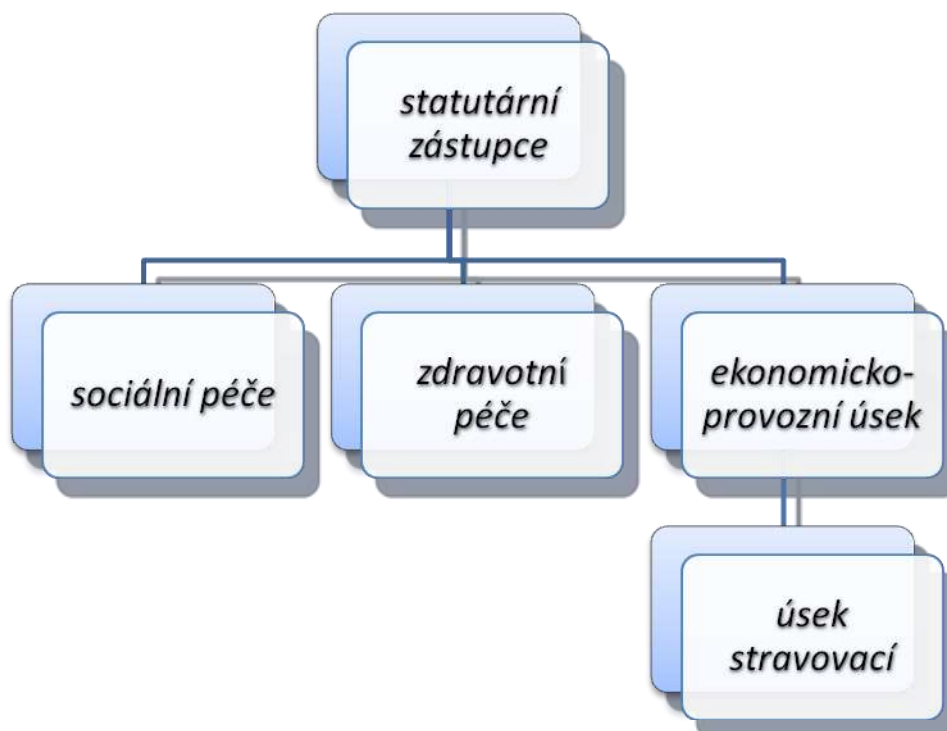 statutární
zástupce
sociální péče
zdravotní
péče
ekonomicko-
provozní úsek
úsek
stravovací